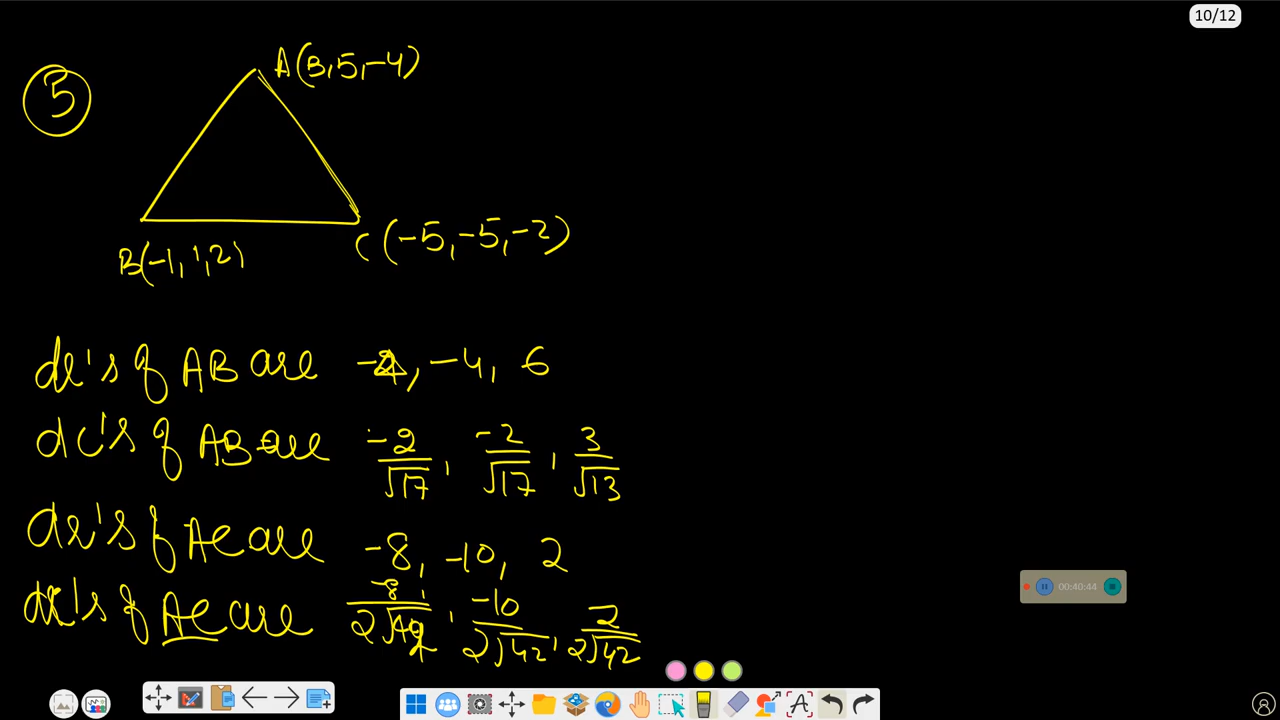 10/12
5
A(3,5,-4)
B(-1,1,2)
C(-5,-5,-2)
dr's of AB are -4, -4, 6
dc's of AB are -2/√17, -2/√17, 3/√13
dr's of AC are -8, -10, 2
dc's of AC are -8/2√42, -10/2√42, 2/2√42
00:40:44